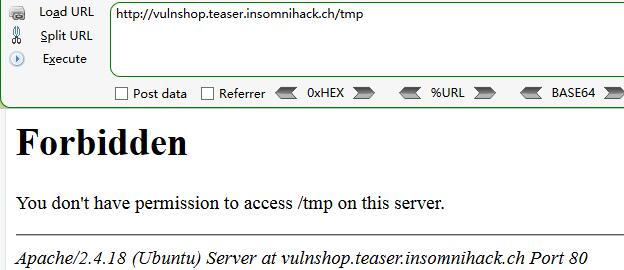 Load URL
http://vulnshop.teaser.insomnihack.ch/tmp
Split URL
Execute
Post data Referrer 0xHEX %URL BASE64
Forbidden
You don't have permission to access /tmp on this server.
Apache/2.4.18 (Ubuntu) Server at vulnshop.teaser.insomnihack.ch Port 80